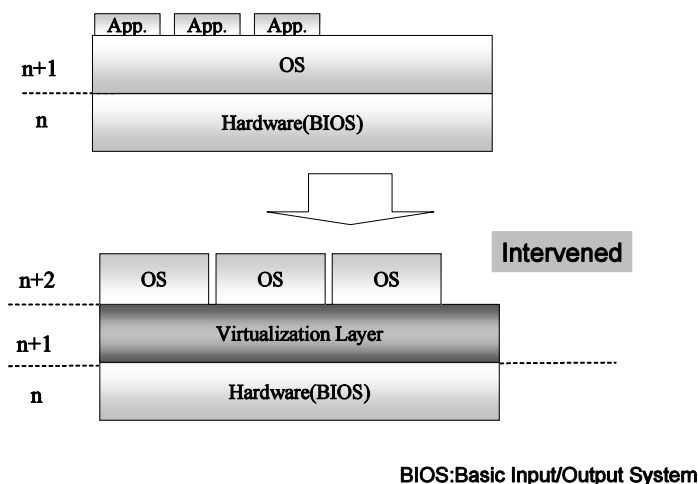 App. App. App.
n+1 OS
n Hardware(BIOS)
Intervened
n+2 OS OS OS
n+1 Virtualization Layer
n Hardware(BIOS)
BIOS:Basic Input/Output System